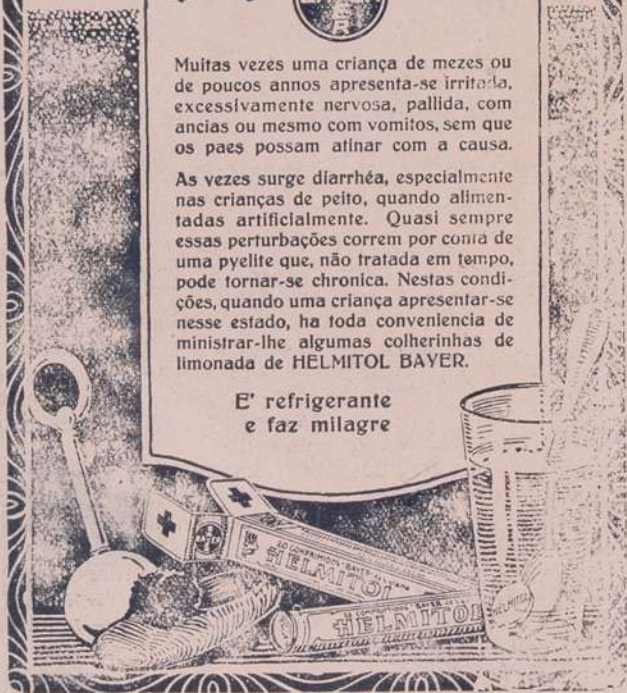 Muitas vezes uma criança de mezes ou
de poucos annos apresenta-se irritada,
excessivamente nervosa, pallida, com
ancias ou mesmo com vomitos, sem que
os paes possam atinar com a causa.
As vezes surge diarrhéa, especialmente
nas crianças de peito, quando alimen-
tadas artificialmente. Quasi sempre
essas perturbações correm por conta de
uma pyelite que, não tratada em tempo,
pode tornar-se chronica. Nestas condi-
ções, quando uma criança apresentar-se
nesse estado, ha toda conveniencia de
ministrar-lhe algumas colherinhas de
limonada de HELMITOL BAYER.
E' refrigerante
e faz milagre
HELMITOL
HELMITOL
HELMITOL